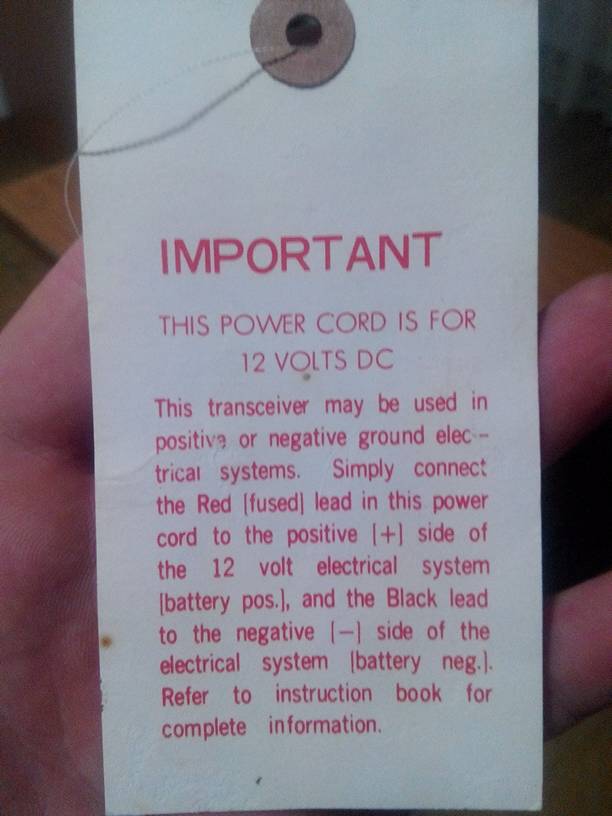 IMPORTANT
THIS POWER CORD IS FOR
12 VOLTS DC
This transceiver may be used in
positive or negative ground elec-
trical systems. Simply connect
the Red [fused] lead in this power
cord to the positive [+] side of
the 12 volt electrical system
[battery pos.], and the Black lead
to the negative [−] side of the
electrical system [battery neg.].
Refer to instruction book for
complete information.